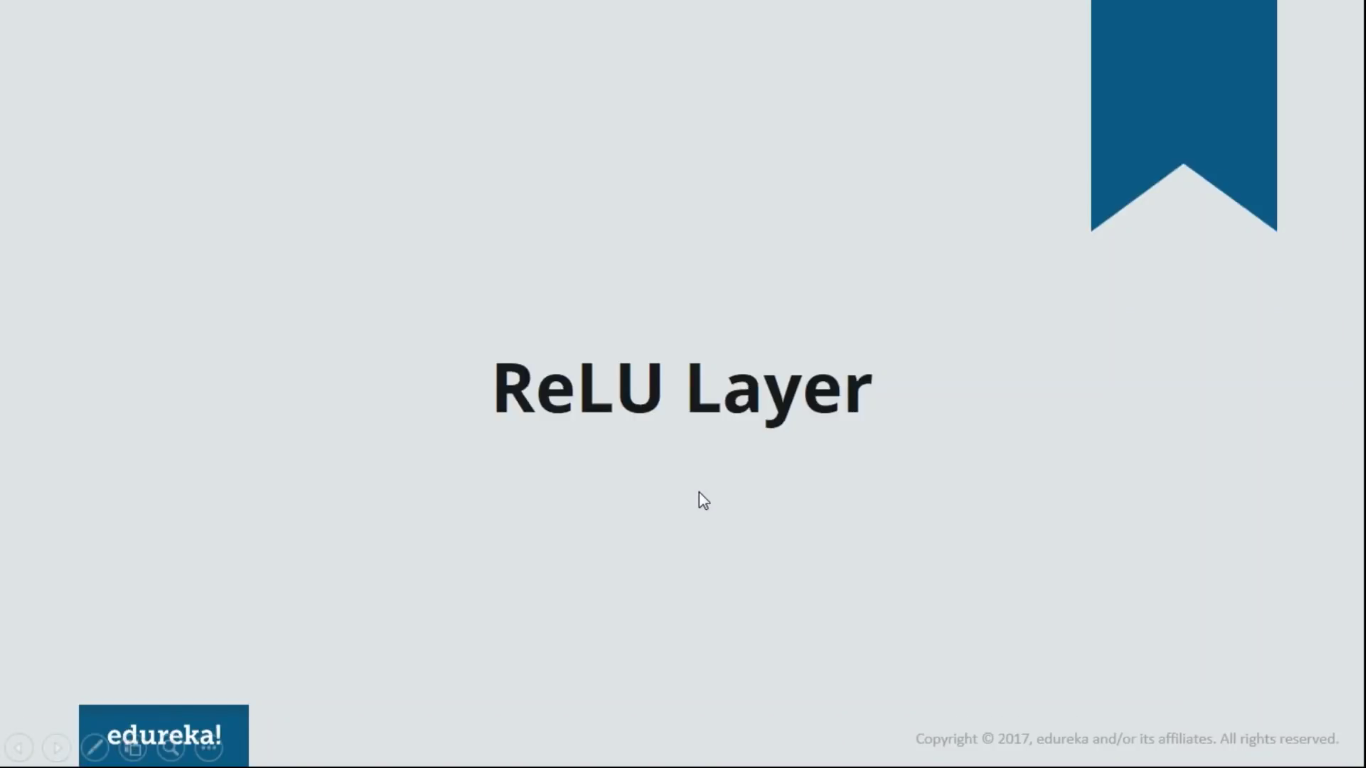 ReLU Layer
edureka!
Copyright © 2017, edureka and/or its affiliates. All rights reserved.